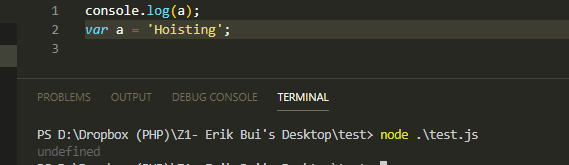 1 console.log(a);
2 var a = 'Hoisting';
3
PROBLEMS OUTPUT DEBUG CONSOLE TERMINAL
PS D:\Dropbox (PHP)\Z1- Erik Bui's Desktop\test> node .\test.js
undefined